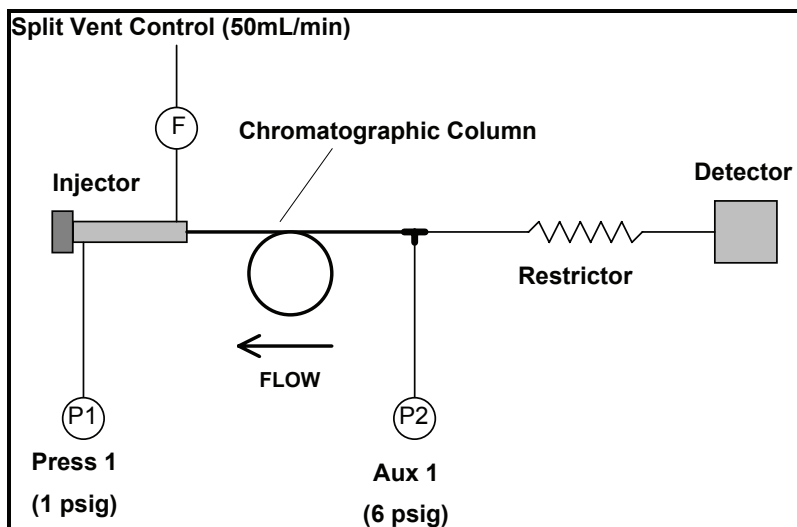 Split Vent Control (50mL/min)
F
Chromatographic Column
Injector
Detector
Restrictor
FLOW
P1
P2
Press 1
(1 psig)
Aux 1
(6 psig)